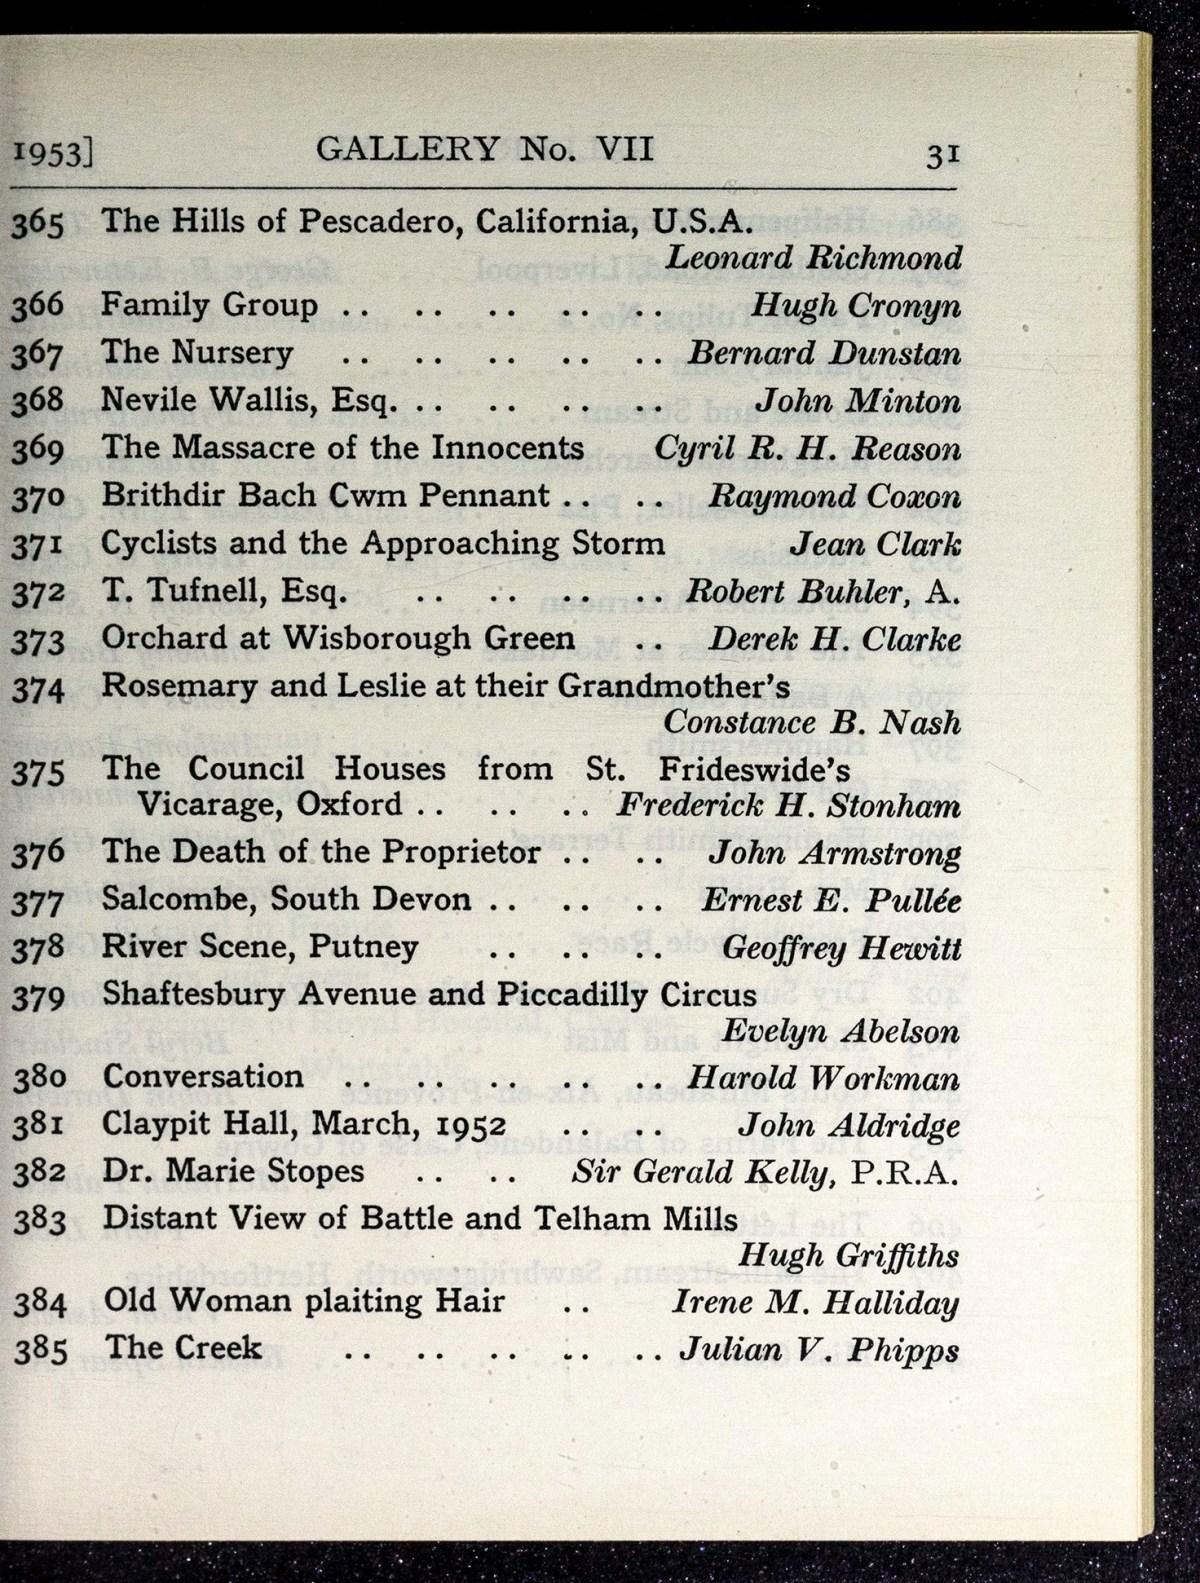 1953] GALLERY No. VII 31
365 The Hills of Pescadero, California, U.S.A.
Leonard Richmond
366 Family Group .. .. .. .. .. Hugh Cronyn
367 The Nursery .. .. .. .. .. Bernard Dunstan
368 Nevile Wallis, Esq. .. .. .. .. John Minton
369 The Massacre of the Innocents Cyril R. H. Reason
370 Brithdir Bach Cwm Pennant .. .. Raymond Coxon
371 Cyclists and the Approaching Storm Jean Clark
372 T. Tufnell, Esq. .. .. .. .. Robert Buhler, A.
373 Orchard at Wisborough Green .. Derek H. Clarke
374 Rosemary and Leslie at their Grandmother's
Constance B. Nash
375 The Council Houses from St. Frideswide's
Vicarage, Oxford .. .. .. Frederick H. Stonham
376 The Death of the Proprietor .. .. John Armstrong
377 Salcombe, South Devon .. .. .. Ernest E. Pullée
378 River Scene, Putney .. .. .. Geoffrey Hewitt
379 Shaftesbury Avenue and Piccadilly Circus
Evelyn Abelson
380 Conversation .. .. .. .. .. Harold Workman
381 Claypit Hall, March, 1952 .. .. John Aldridge
382 Dr. Marie Stopes .. .. Sir Gerald Kelly, P.R.A.
383 Distant View of Battle and Telham Mills
Hugh Griffiths
384 Old Woman plaiting Hair .. Irene M. Halliday
385 The Creek .. .. .. .. .. Julian V. Phipps